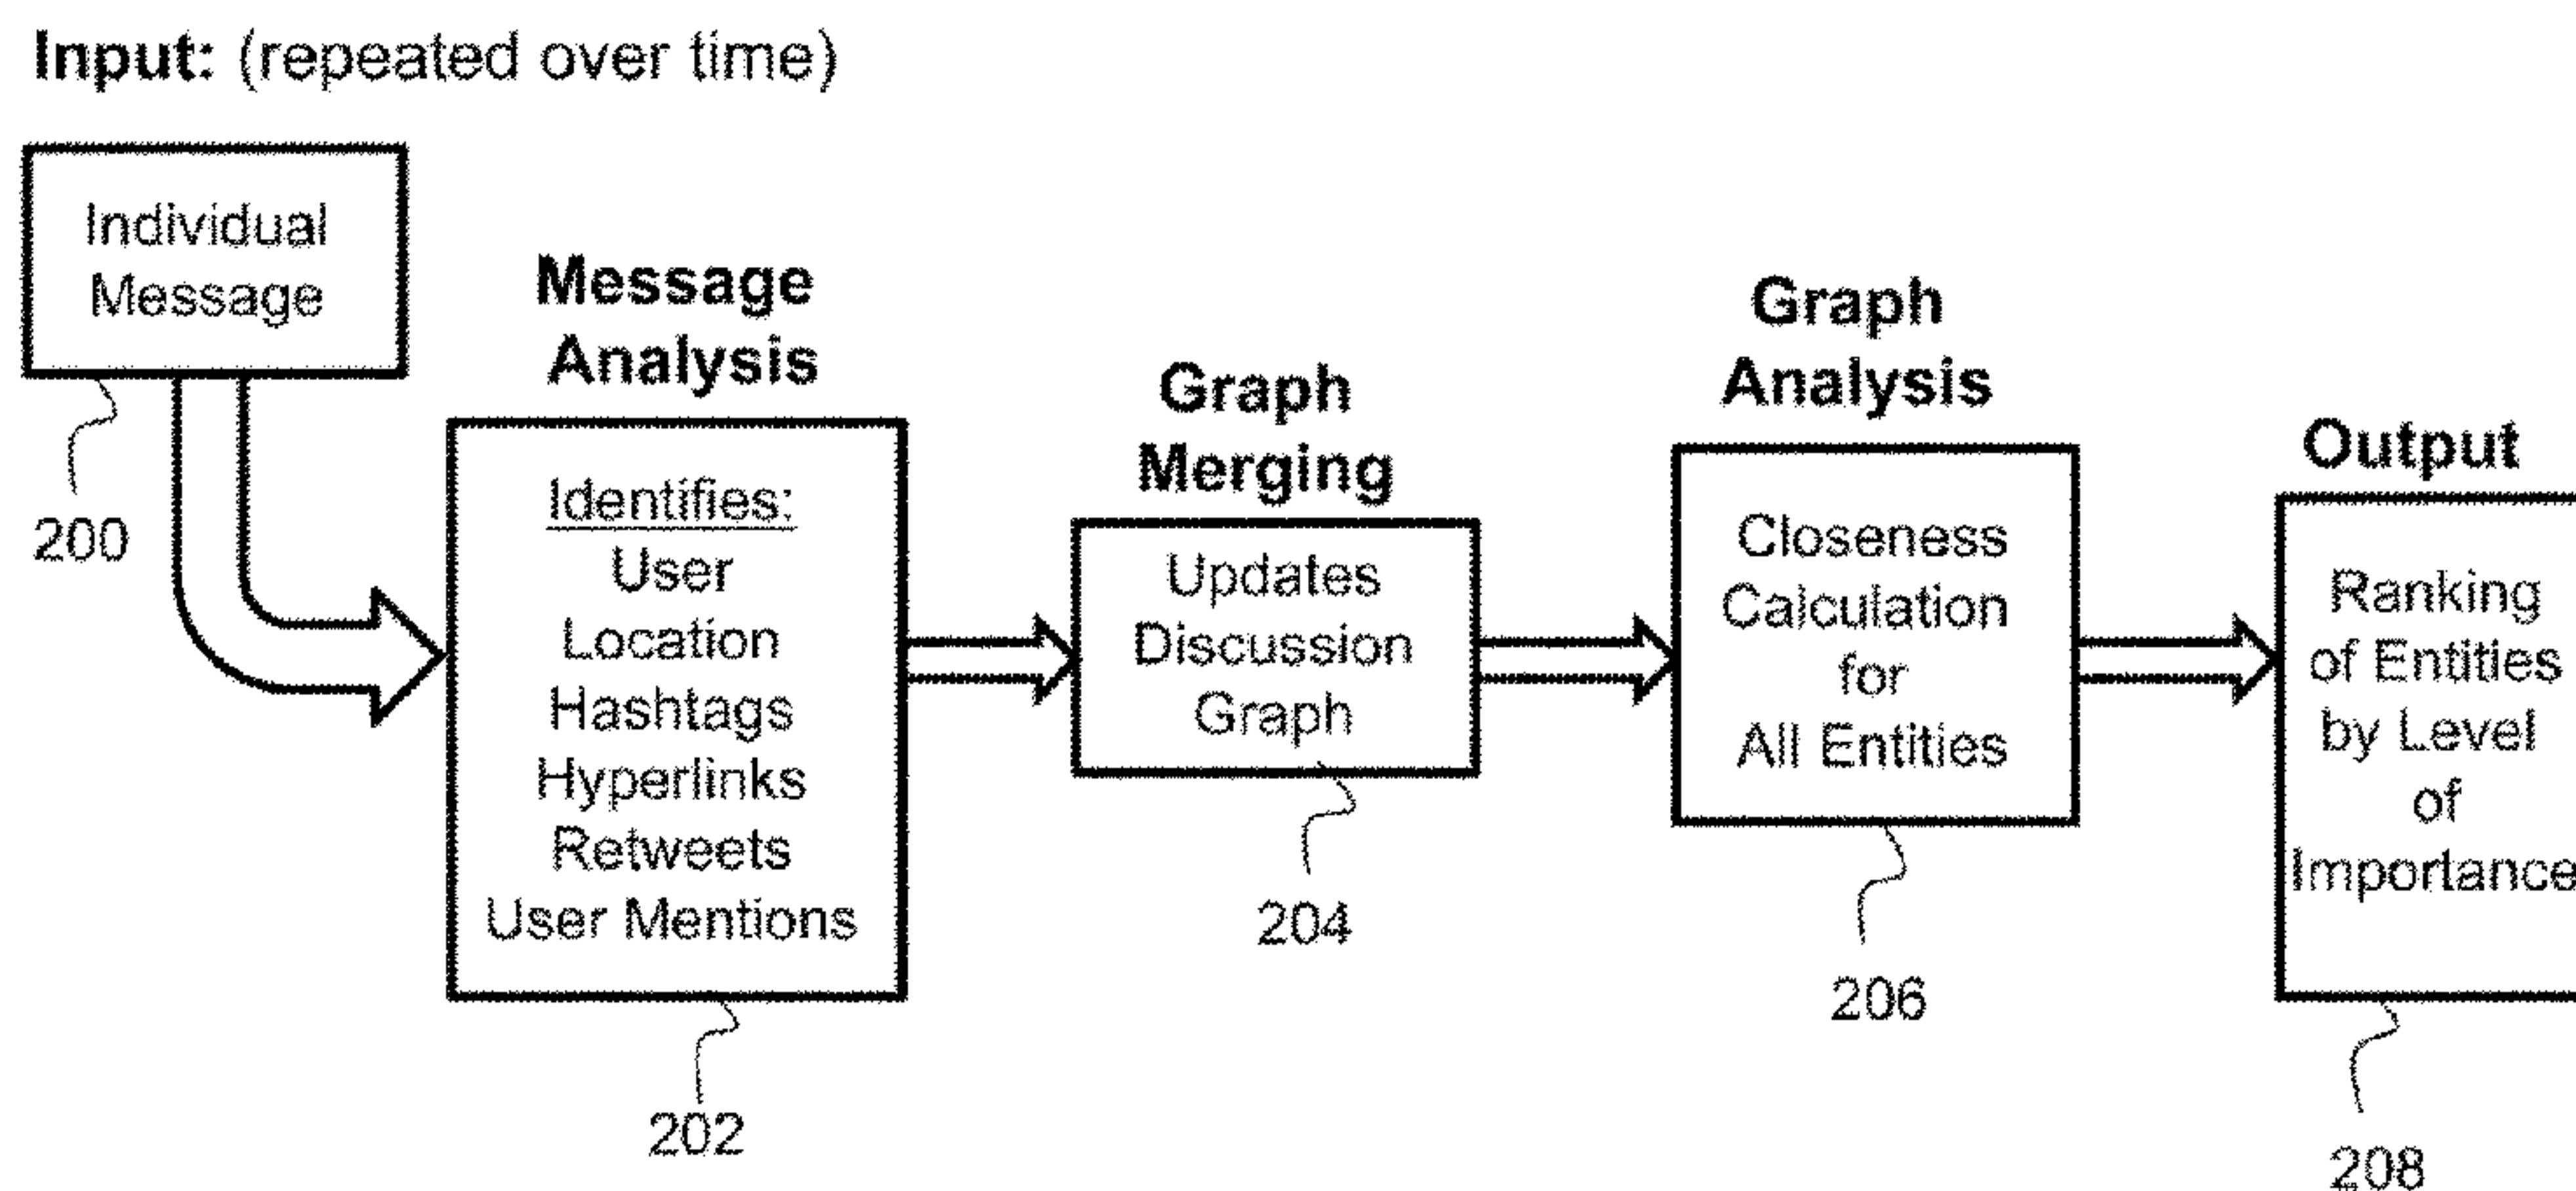 Input: (repeated over time)
Individual
Message
200
Message
Analysis
Identifies:
User
Location
Hashtags
Hyperlinks
Retweets
User Mentions
202
Graph
Merging
Updates
Discussion
Graph
204
Graph
Analysis
Closeness
Calculation
for
All Entities
206
Output
Ranking
of Entities
by Level
of
Importance
208